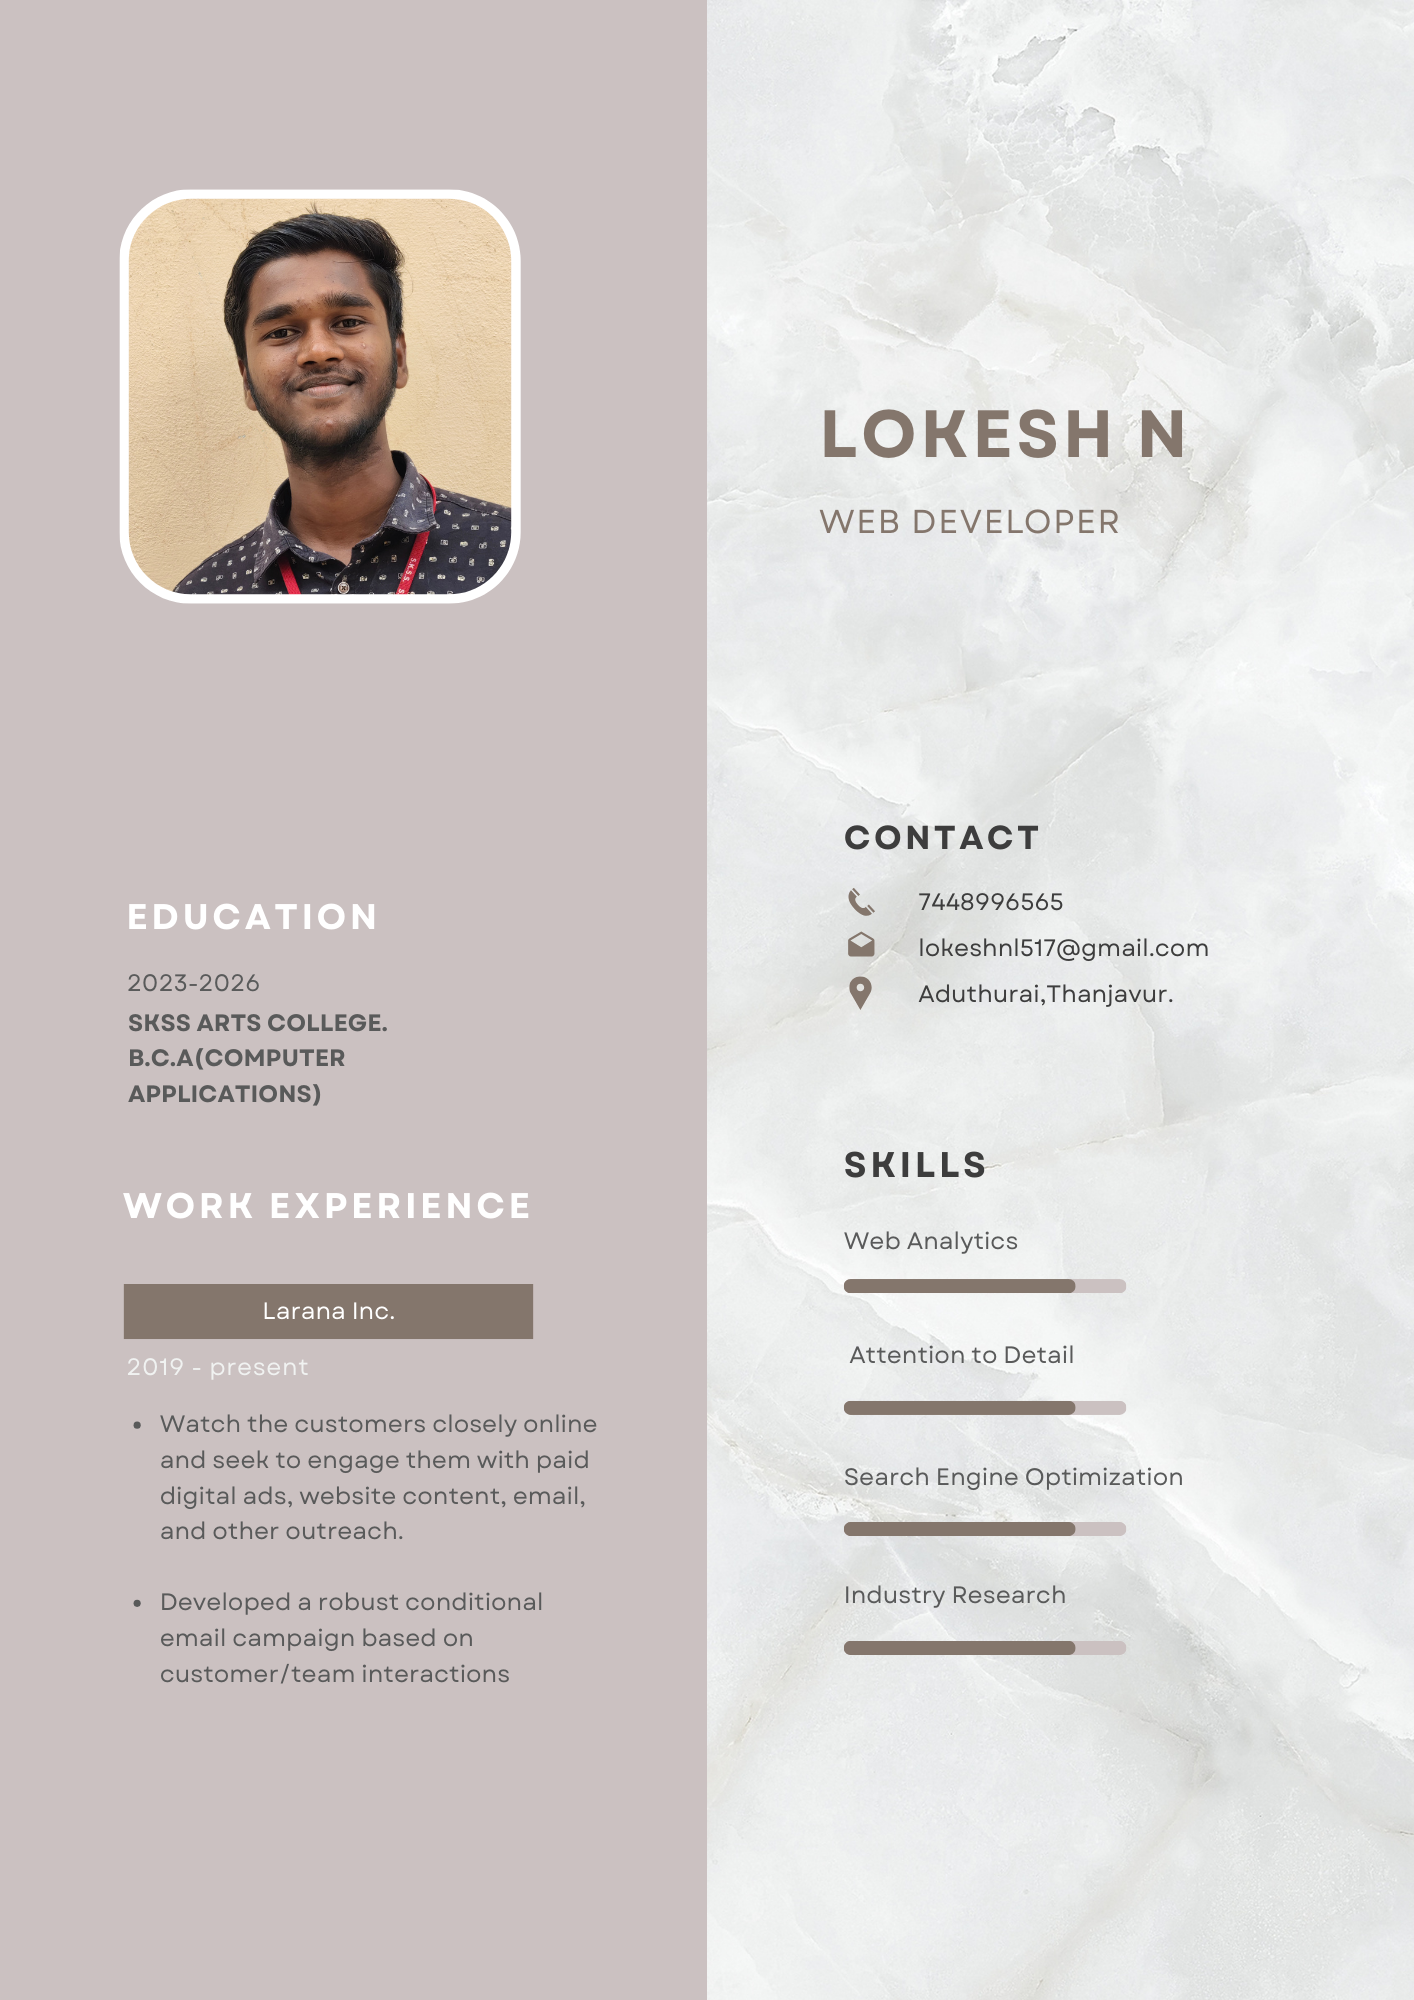 LOKESH N
WEB DEVELOPER
EDUCATION
2023-2026
SKSS ARTS COLLEGE.
B.C.A(COMPUTER
APPLICATIONS)
WORK EXPERIENCE
Larana Inc.
2019 - present
• Watch the customers closely online
and seek to engage them with paid
digital ads, website content, email,
and other outreach.
• Developed a robust conditional
email campaign based on
customer/team interactions
CONTACT
7448996565
lokeshnl517@gmail.com
Aduthurai,Thanjavur.
SKILLS
Web Analytics
Attention to Detail
Search Engine Optimization
Industry Research